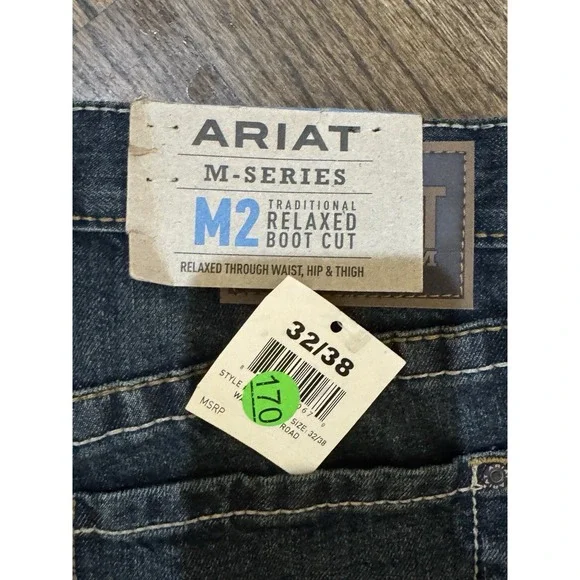 ARIAT
M-SERIES
M2 TRADITIONAL
RELAXED
BOOT CUT
RELAXED THROUGH WAIST, HIP & THIGH
32/38
STYLE
SIZE: 32/38
ROAD
MSRP
170